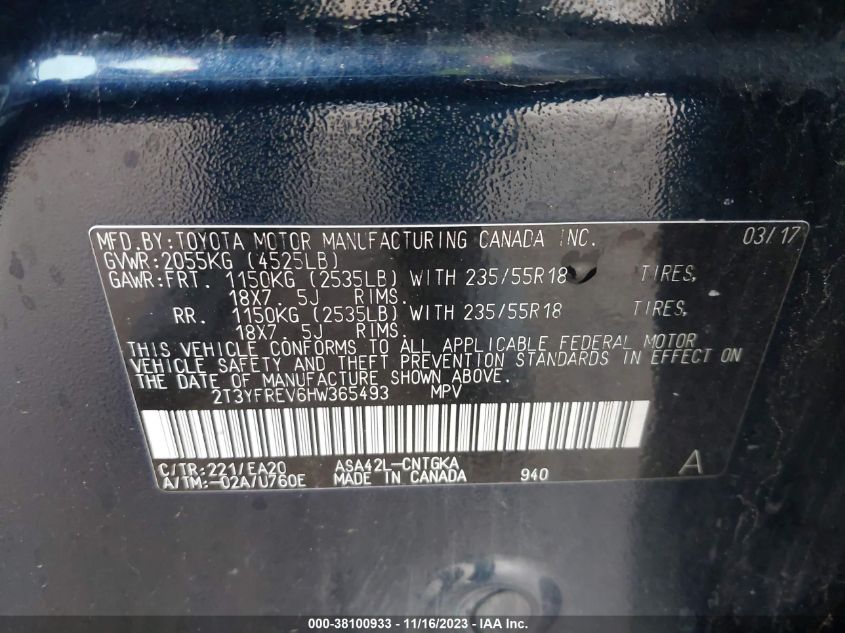 MFD.BY:TOYOTA MOTOR MANUFACTURING CANADA INC. 03/17
GVWR:2055KG (4525LB)
GAWR:FRT. 1150KG (2535LB) WITH 235/55R18 TIRES,
18X7. 5J RIMS.
RR. 1150KG (2535LB) WITH 235/55R18 TIRES,
18X7. 5J RIMS.
THIS VEHICLE CONFORMS TO ALL APPLICABLE FEDERAL MOTOR
VEHICLE SAFETY AND THEFT PREVENTION STANDARDS IN EFFECT ON
THE DATE OF MANUFACTURE SHOWN ABOVE.
2T3YFREV6HW365493 MPV
C/TR:221/EA20 ASA42L-CNTGKA A
A/TM:-02A/0760E MADE IN CANADA 940
000-38100933 - 11/16/2023 - IAA Inc.